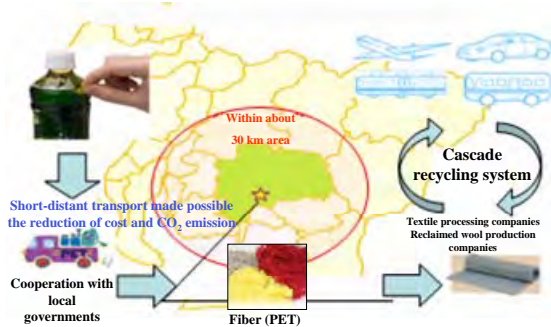 Within about
30 km area
Cascade
recycling system
Short-distant transport made possible
the reduction of cost and CO₂ emission
Textile processing companies
Reclaimed wool production
companies
Cooperation with
local
governments
Fiber (PET)